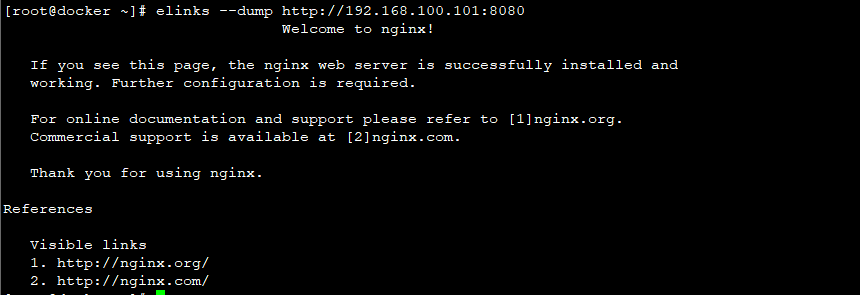 [root@docker ~]# elinks --dump http://192.168.100.101:8080
Welcome to nginx!
If you see this page, the nginx web server is successfully installed and
working. Further configuration is required.
For online documentation and support please refer to [1]nginx.org.
Commercial support is available at [2]nginx.com.
Thank you for using nginx.
References
Visible links
1. http://nginx.org/
2. http://nginx.com/